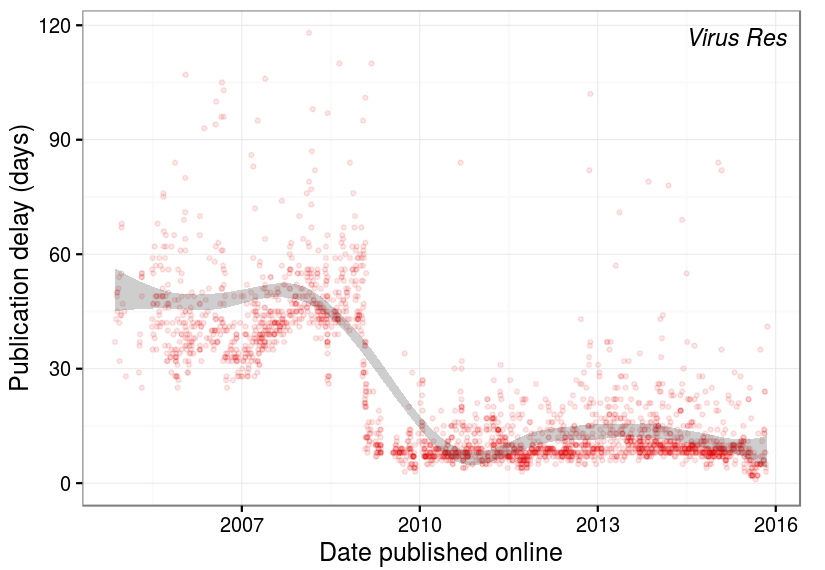 Virus Res
120
90
60
30
0
Publication delay (days)
2007 2010 2013 2016
Date published online